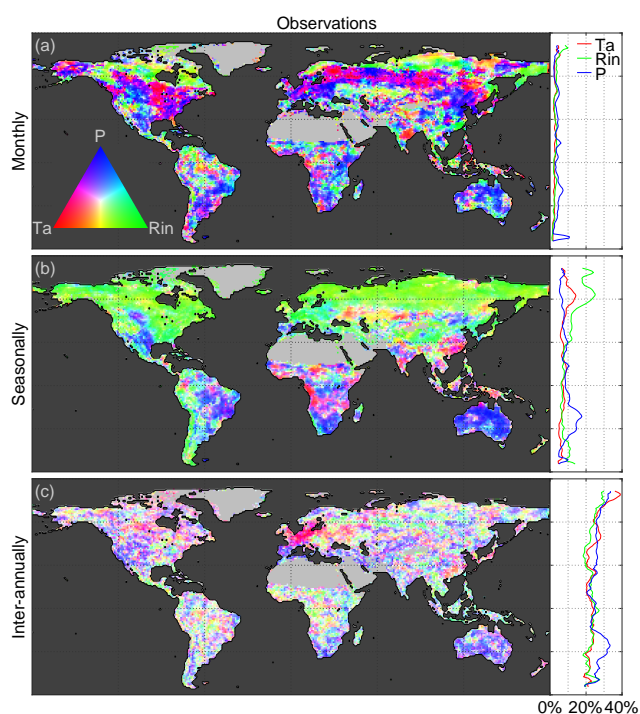 Observations
(a)
Ta
Rin
P
Monthly
P
Ta
Rin
(b)
Seasonally
(c)
Inter-annually
0% 20% 40%